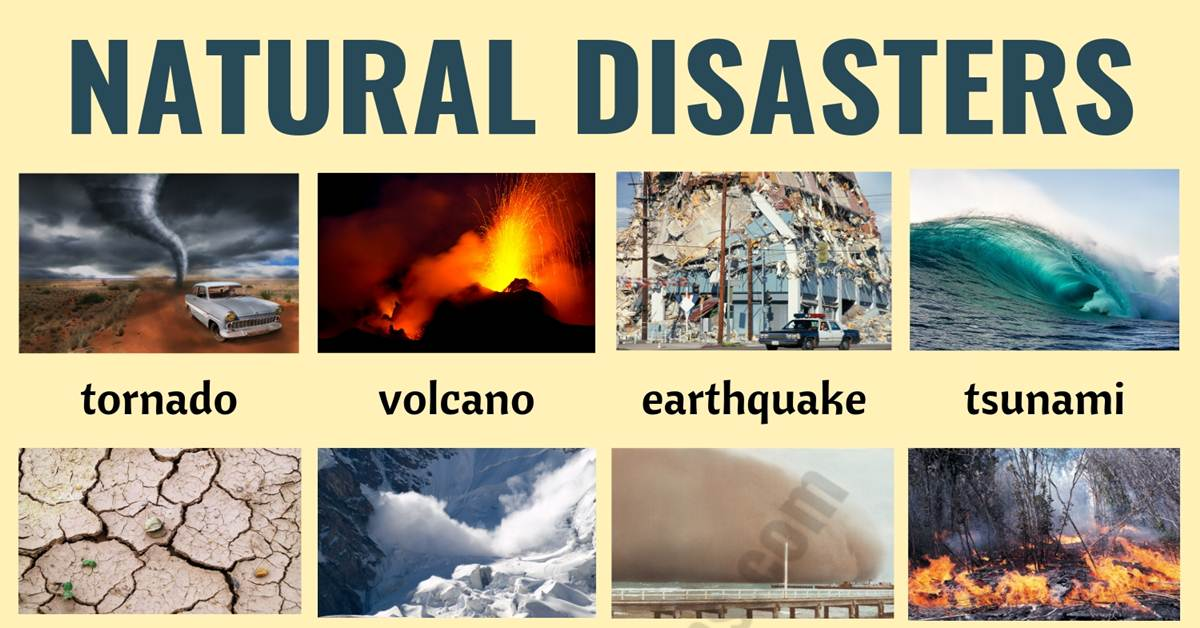 NATURAL DISASTERS
tornado volcano earthquake tsunami